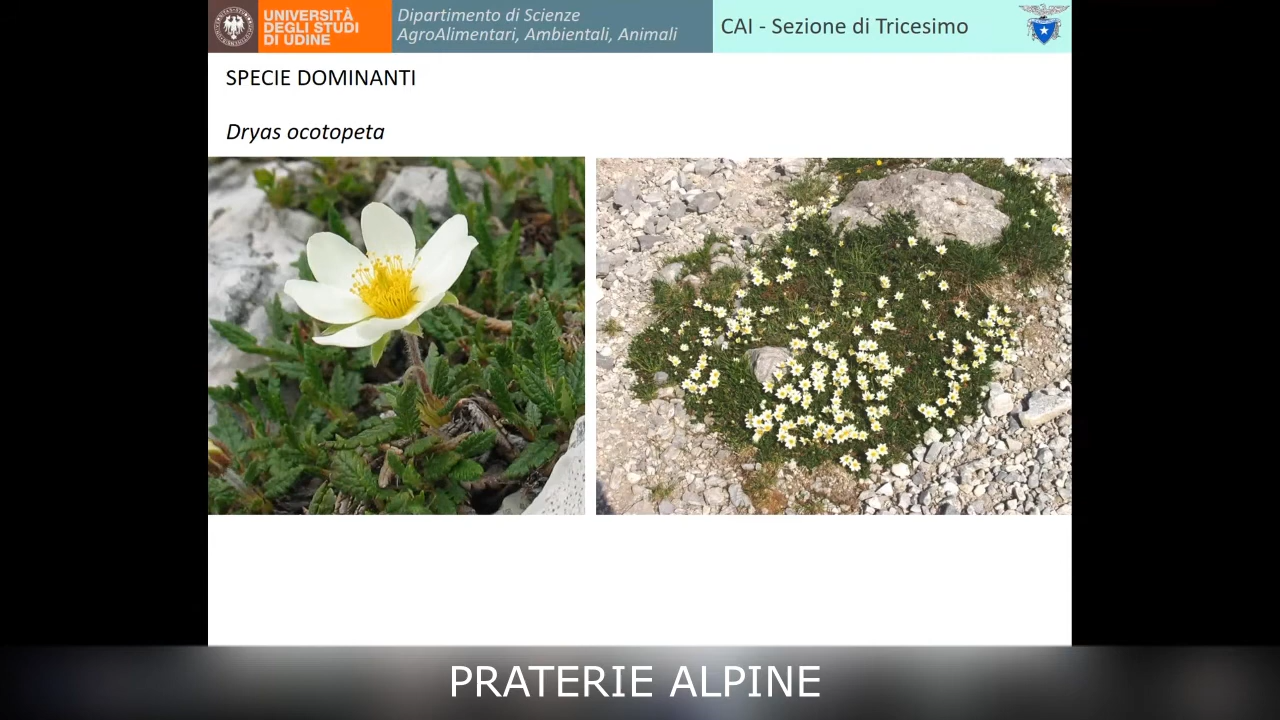 UNIVERSITÀ
DEGLI STUDI
DI UDINE
Dipartimento di Scienze
AgroAlimentari, Ambientali, Animali
CAI - Sezione di Tricesimo
SPECIE DOMINANTI
Dryas ocotopeta
PRATERIE ALPINE